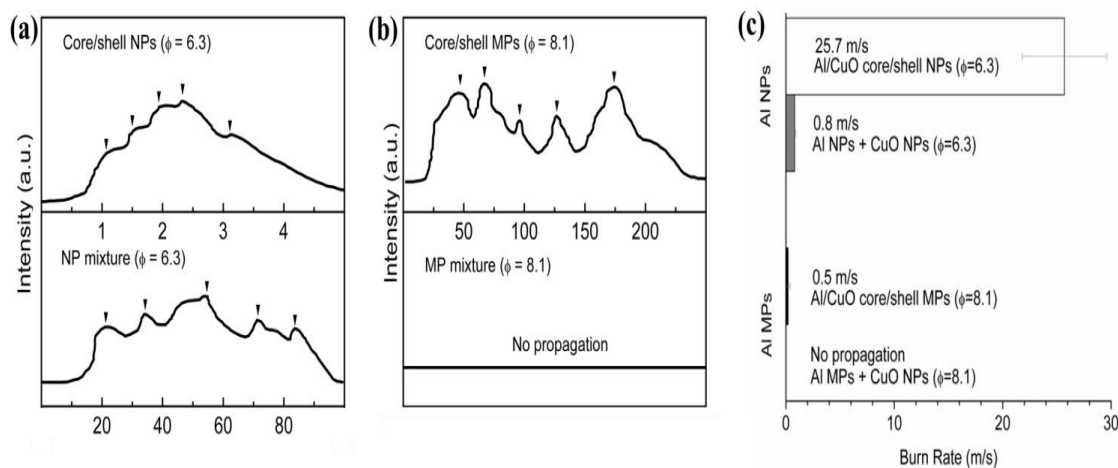 (a)
Core/shell NPs (ϕ = 6.3)
1 2 3 4
NP mixture (ϕ = 6.3)
20 40 60 80
Intensity (a.u.)
(b)
Core/shell MPs (ϕ = 8.1)
50 100 150 200
MP mixture (ϕ = 8.1)
No propagation
Intensity (a.u.)
(c)
Al NPs
25.7 m/s
Al/CuO core/shell NPs (ϕ=6.3)
0.8 m/s
Al NPs + CuO NPs (ϕ=6.3)
Al MPs
0.5 m/s
Al/CuO core/shell MPs (ϕ=8.1)
No propagation
Al MPs + CuO NPs (ϕ=8.1)
0 10 20 30
Burn Rate (m/s)